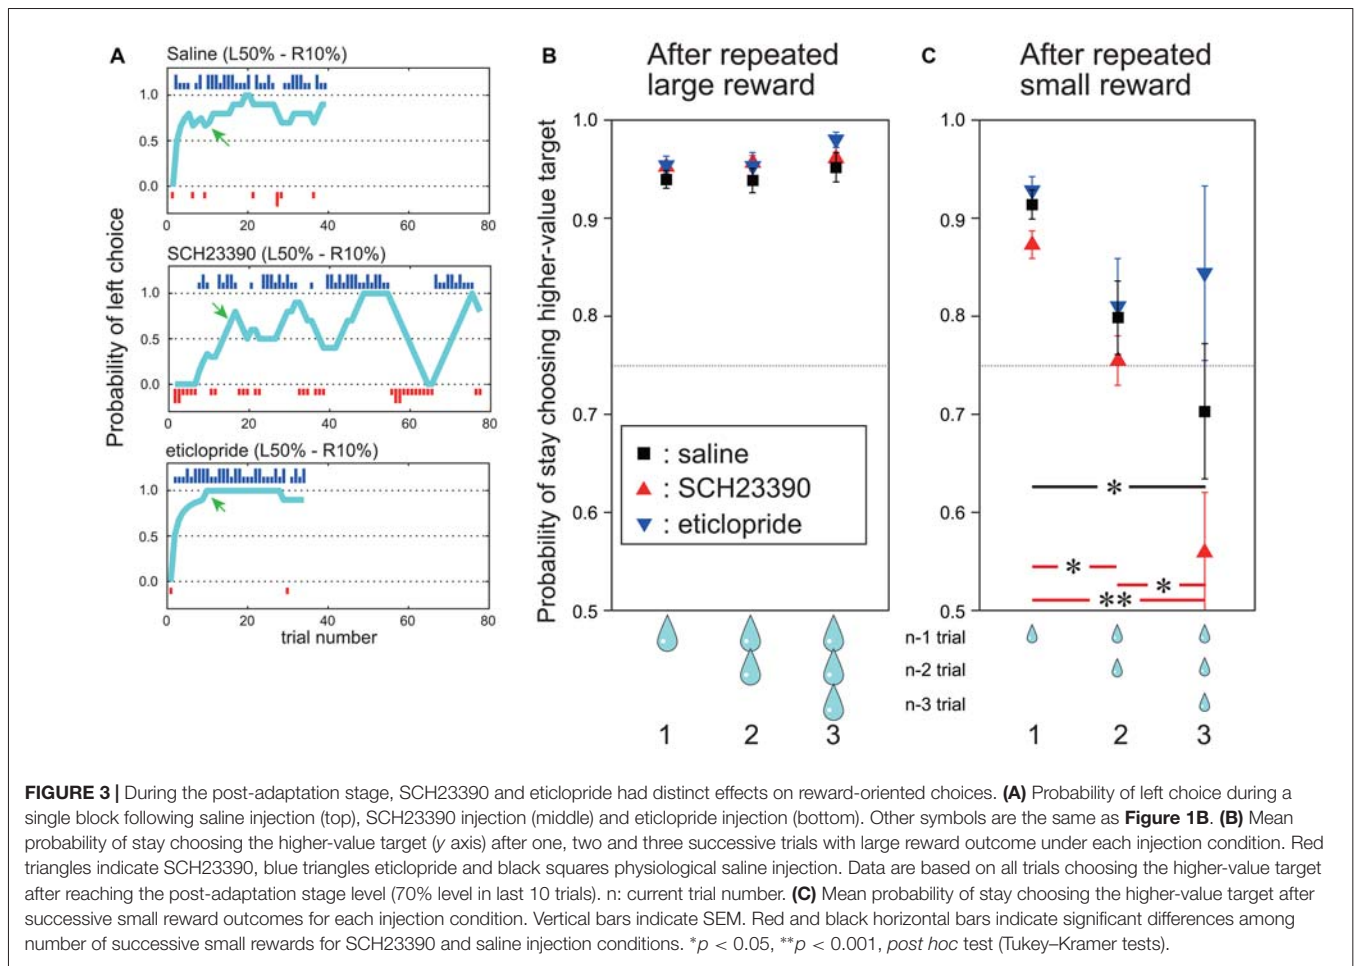 A
Saline (L50% - R10%)
1.0
0.5
0.0
0 20 40 60 80
SCH23390 (L50% - R10%)
1.0
0.5
0.0
0 20 40 60 80
eticlopride (L50% - R10%)
1.0
0.5
0.0
0 20 40 60 80
trial number
Probability of left choice
B
After repeated
large reward
Probability of stay choosing higher-value target
1.0
0.9
0.8
0.7
0.6
0.5
■ : saline
▲ : SCH23390
▼ : eticlopride
1 2 3
C
After repeated
small reward
1.0
0.9
0.8
0.7
0.6
0.5
*
*
*
**
n-1 trial
n-2 trial
n-3 trial
1 2 3
FIGURE 3 | During the post-adaptation stage, SCH23390 and eticlopride had distinct effects on reward-oriented choices. (A) Probability of left choice during a
single block following saline injection (top), SCH23390 injection (middle) and eticlopride injection (bottom). Other symbols are the same as Figure 1B. (B) Mean
probability of stay choosing the higher-value target (y axis) after one, two and three successive trials with large reward outcome under each injection condition. Red
triangles indicate SCH23390, blue triangles eticlopride and black squares physiological saline injection. Data are based on all trials choosing the higher-value target
after reaching the post-adaptation stage level (70% level in last 10 trials). n: current trial number. (C) Mean probability of stay choosing the higher-value target after
successive small reward outcomes for each injection condition. Vertical bars indicate SEM. Red and black horizontal bars indicate significant differences among
number of successive small rewards for SCH23390 and saline injection conditions. *p < 0.05, **p < 0.001, post hoc test (Tukey–Kramer tests).